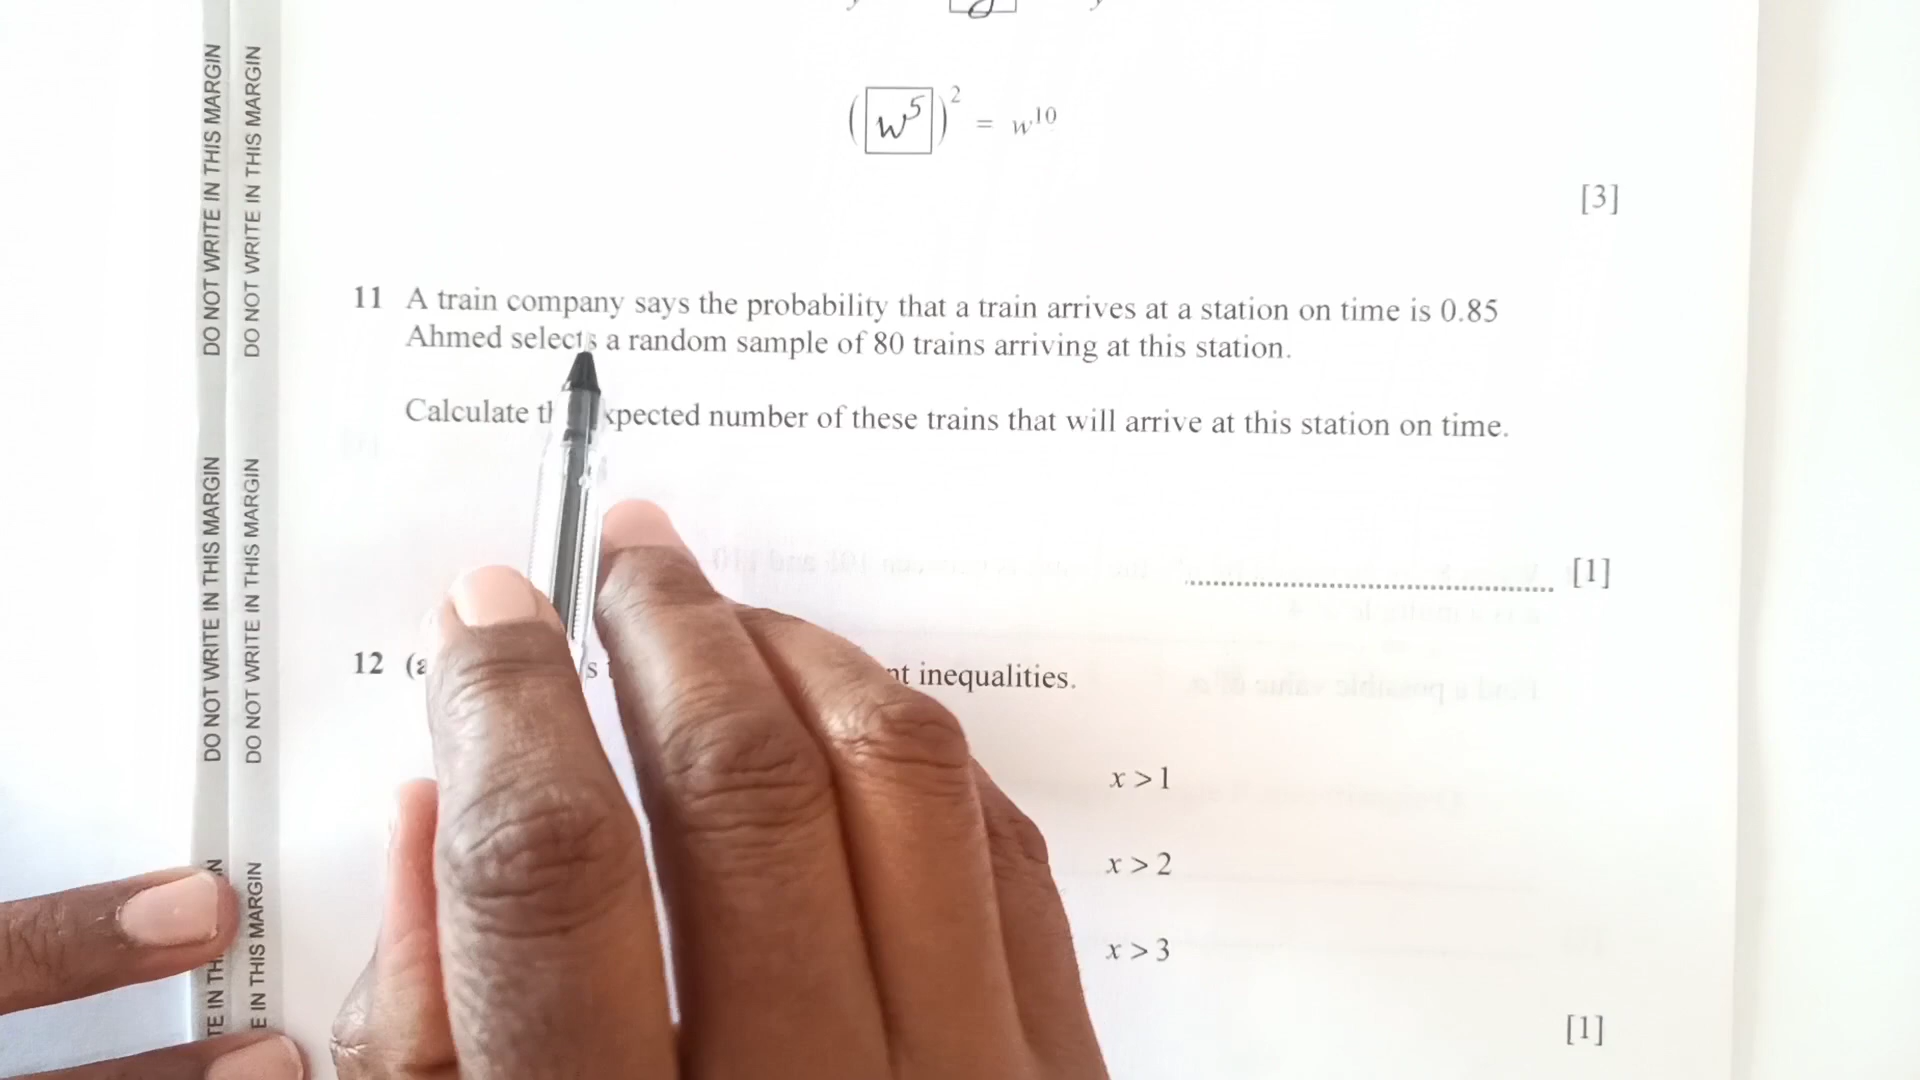 DO NOT WRITE IN THIS MARGIN
DO NOT WRITE IN THIS MARGIN
DO NOT WRITE IN THIS MARGIN
DO NOT WRITE IN THIS MARGIN
E IN THIS MARGIN
(w⁵)² = w¹⁰
[3]
11 A train company says the probability that a train arrives at a station on time is 0.85
Ahmed selects a random sample of 80 trains arriving at this station.
Calculate number of these trains that will arrive at this station on time.
[1]
12 inequalities.
x > 1
x > 2
x > 3
[1]